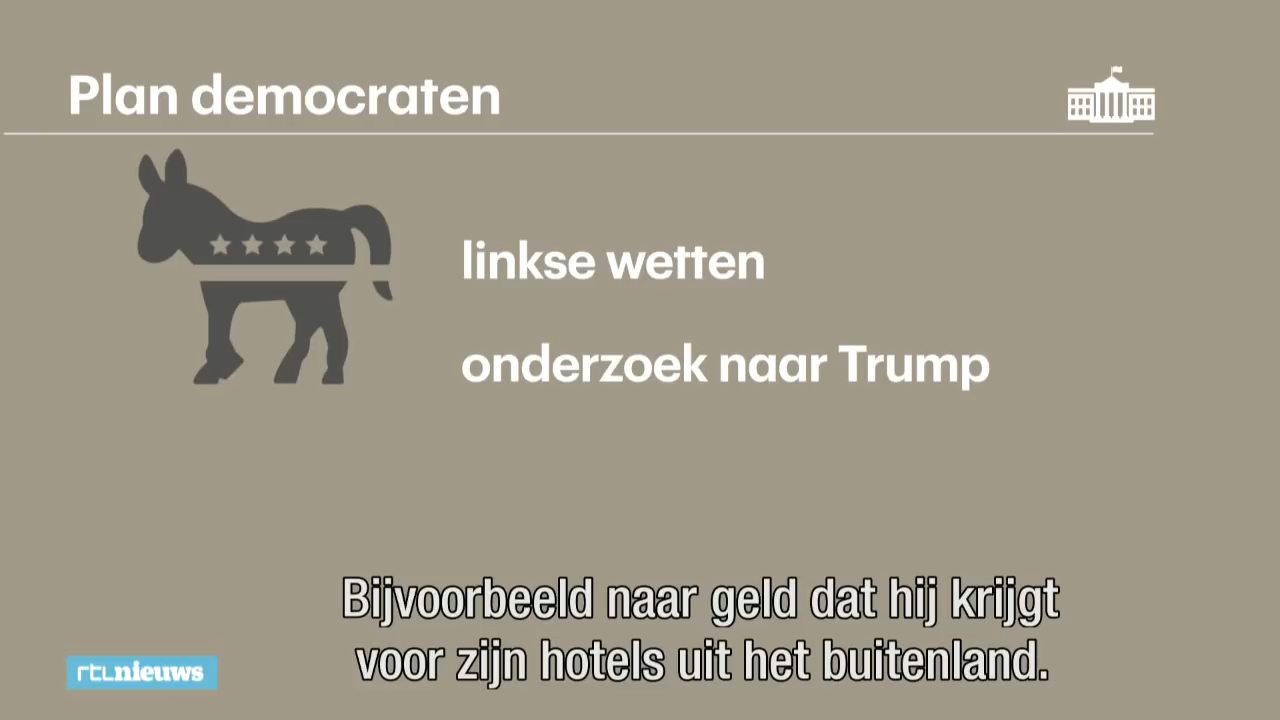 Plan democraten
linkse wetten
onderzoek naar Trump
Bijvoorbeeld naar geld dat hij krijgt
voor zijn hotels uit het buitenland.
rtlnieuws